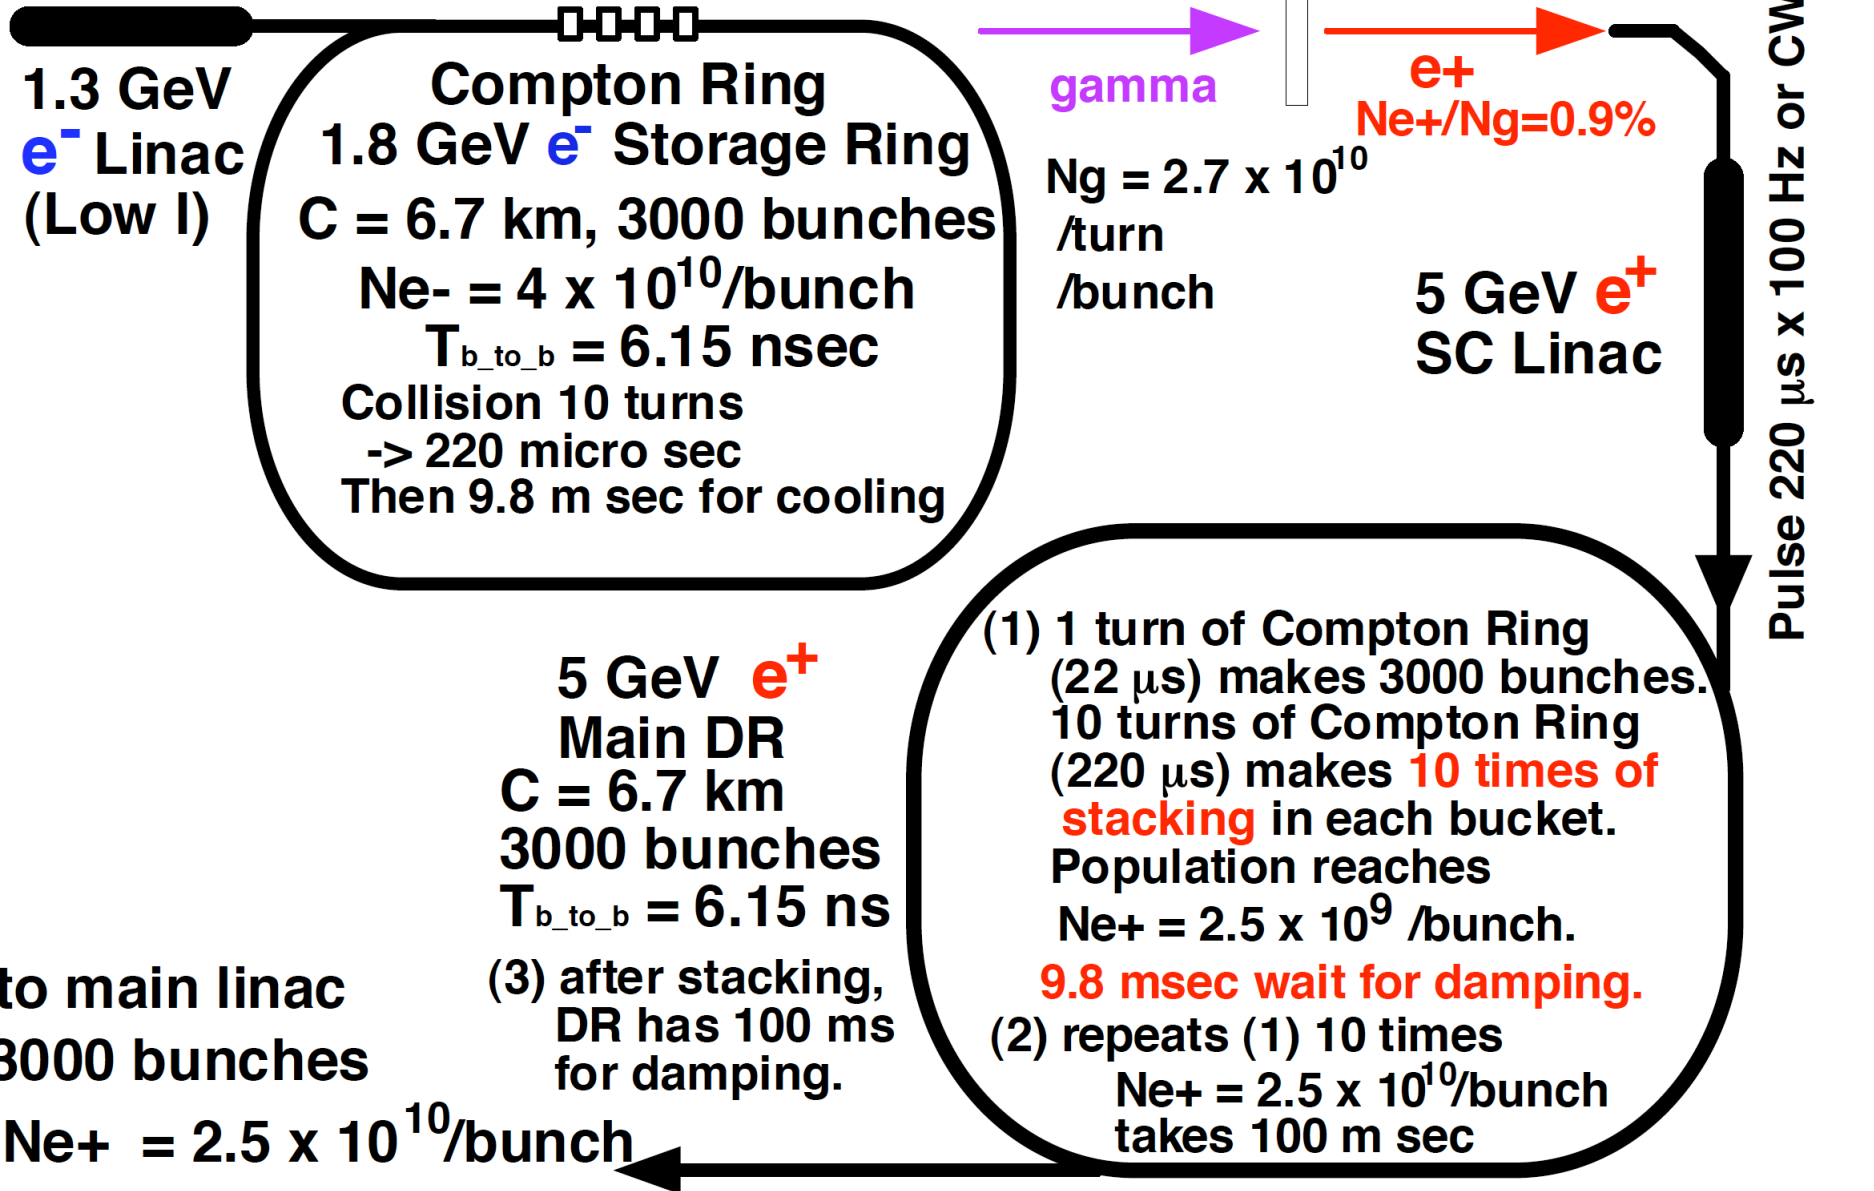 1.3 GeV
e- Linac
(Low I)
Compton Ring
1.8 GeV e- Storage Ring
C = 6.7 km, 3000 bunches
Ne- = 4 x 10^10/bunch
Tb_to_b = 6.15 nsec
Collision 10 turns
-> 220 micro sec
Then 9.8 m sec for cooling
gamma
e+
Ne+/Ng=0.9%
Ng = 2.7 x 10^10
/turn
/bunch
5 GeV e+
SC Linac
Pulse 220 μs x 100 Hz or CW
(1) 1 turn of Compton Ring
(22 μs) makes 3000 bunches.
10 turns of Compton Ring
(220 μs) makes 10 times of
stacking in each bucket.
Population reaches
Ne+ = 2.5 x 10^9 /bunch.
9.8 msec wait for damping.
(2) repeats (1) 10 times
Ne+ = 2.5 x 10^10/bunch
takes 100 m sec
5 GeV e+
Main DR
C = 6.7 km
3000 bunches
Tb_to_b = 6.15 ns
(3) after stacking,
DR has 100 ms
for damping.
to main linac
3000 bunches
Ne+ = 2.5 x 10^10/bunch